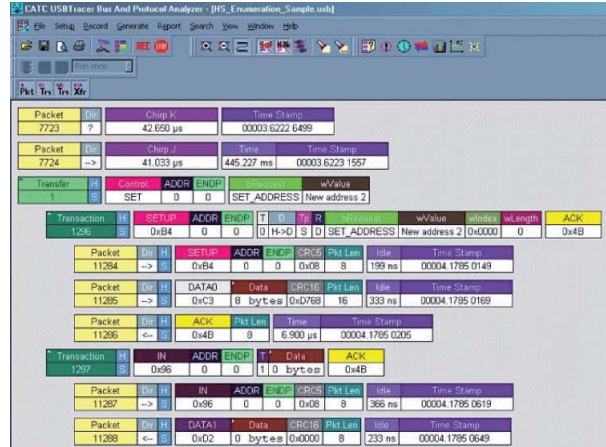 CATC USBTracer Bus And Protocol Analyzer - [HS_Enumeration_Sample.usb]
File Setup Record Generate Report Search View Window Help
REC
Run once
Pkt Trs Trs Xfr
Packet Dir Chirp K Time Stamp
7723 ? 42.650 µs 00003.6222 6499
Packet Dir Chirp J Time Time Stamp
7724 --> 41.033 µs 445.227 ms 00003.6223 1557
Transfer H Control ADDR ENDP bRequest wValue
1 S SET 0 0 SET_ADDRESS New address 2
Transaction H SETUP ADDR ENDP T D Tp R bRequest wValue wIndex wLength ACK
1296 S 0xB4 0 0 0 H->D S D SET_ADDRESS New address 2 0x0000 0 0x4B
Packet Dir H SETUP ADDR ENDP CRC5 Pkt Len Idle Time Stamp
11284 --> S 0xB4 0 0 0x08 8 199 ns 00004.1785 0149
Packet Dir H DATA0 Data CRC16 Pkt Len Idle Time Stamp
11285 --> S 0xC3 8 bytes 0xD768 16 333 ns 00004.1785 0169
Packet Dir H ACK Pkt Len Time Time Stamp
11286 <-- S 0x4B 8 6.900 µs 00004.1785 0205
Transaction H IN ADDR ENDP T Data ACK
1297 S 0x96 0 0 1 0 bytes 0x4B
Packet Dir H IN ADDR ENDP CRC5 Pkt Len Idle Time Stamp
11287 --> S 0x96 0 0 0x08 8 366 ns 00004.1785 0619
Packet Dir H DATA1 Data CRC16 Pkt Len Idle Time Stamp
11288 <-- S 0xD2 0 bytes 0x0000 8 233 ns 00004.1785 0649